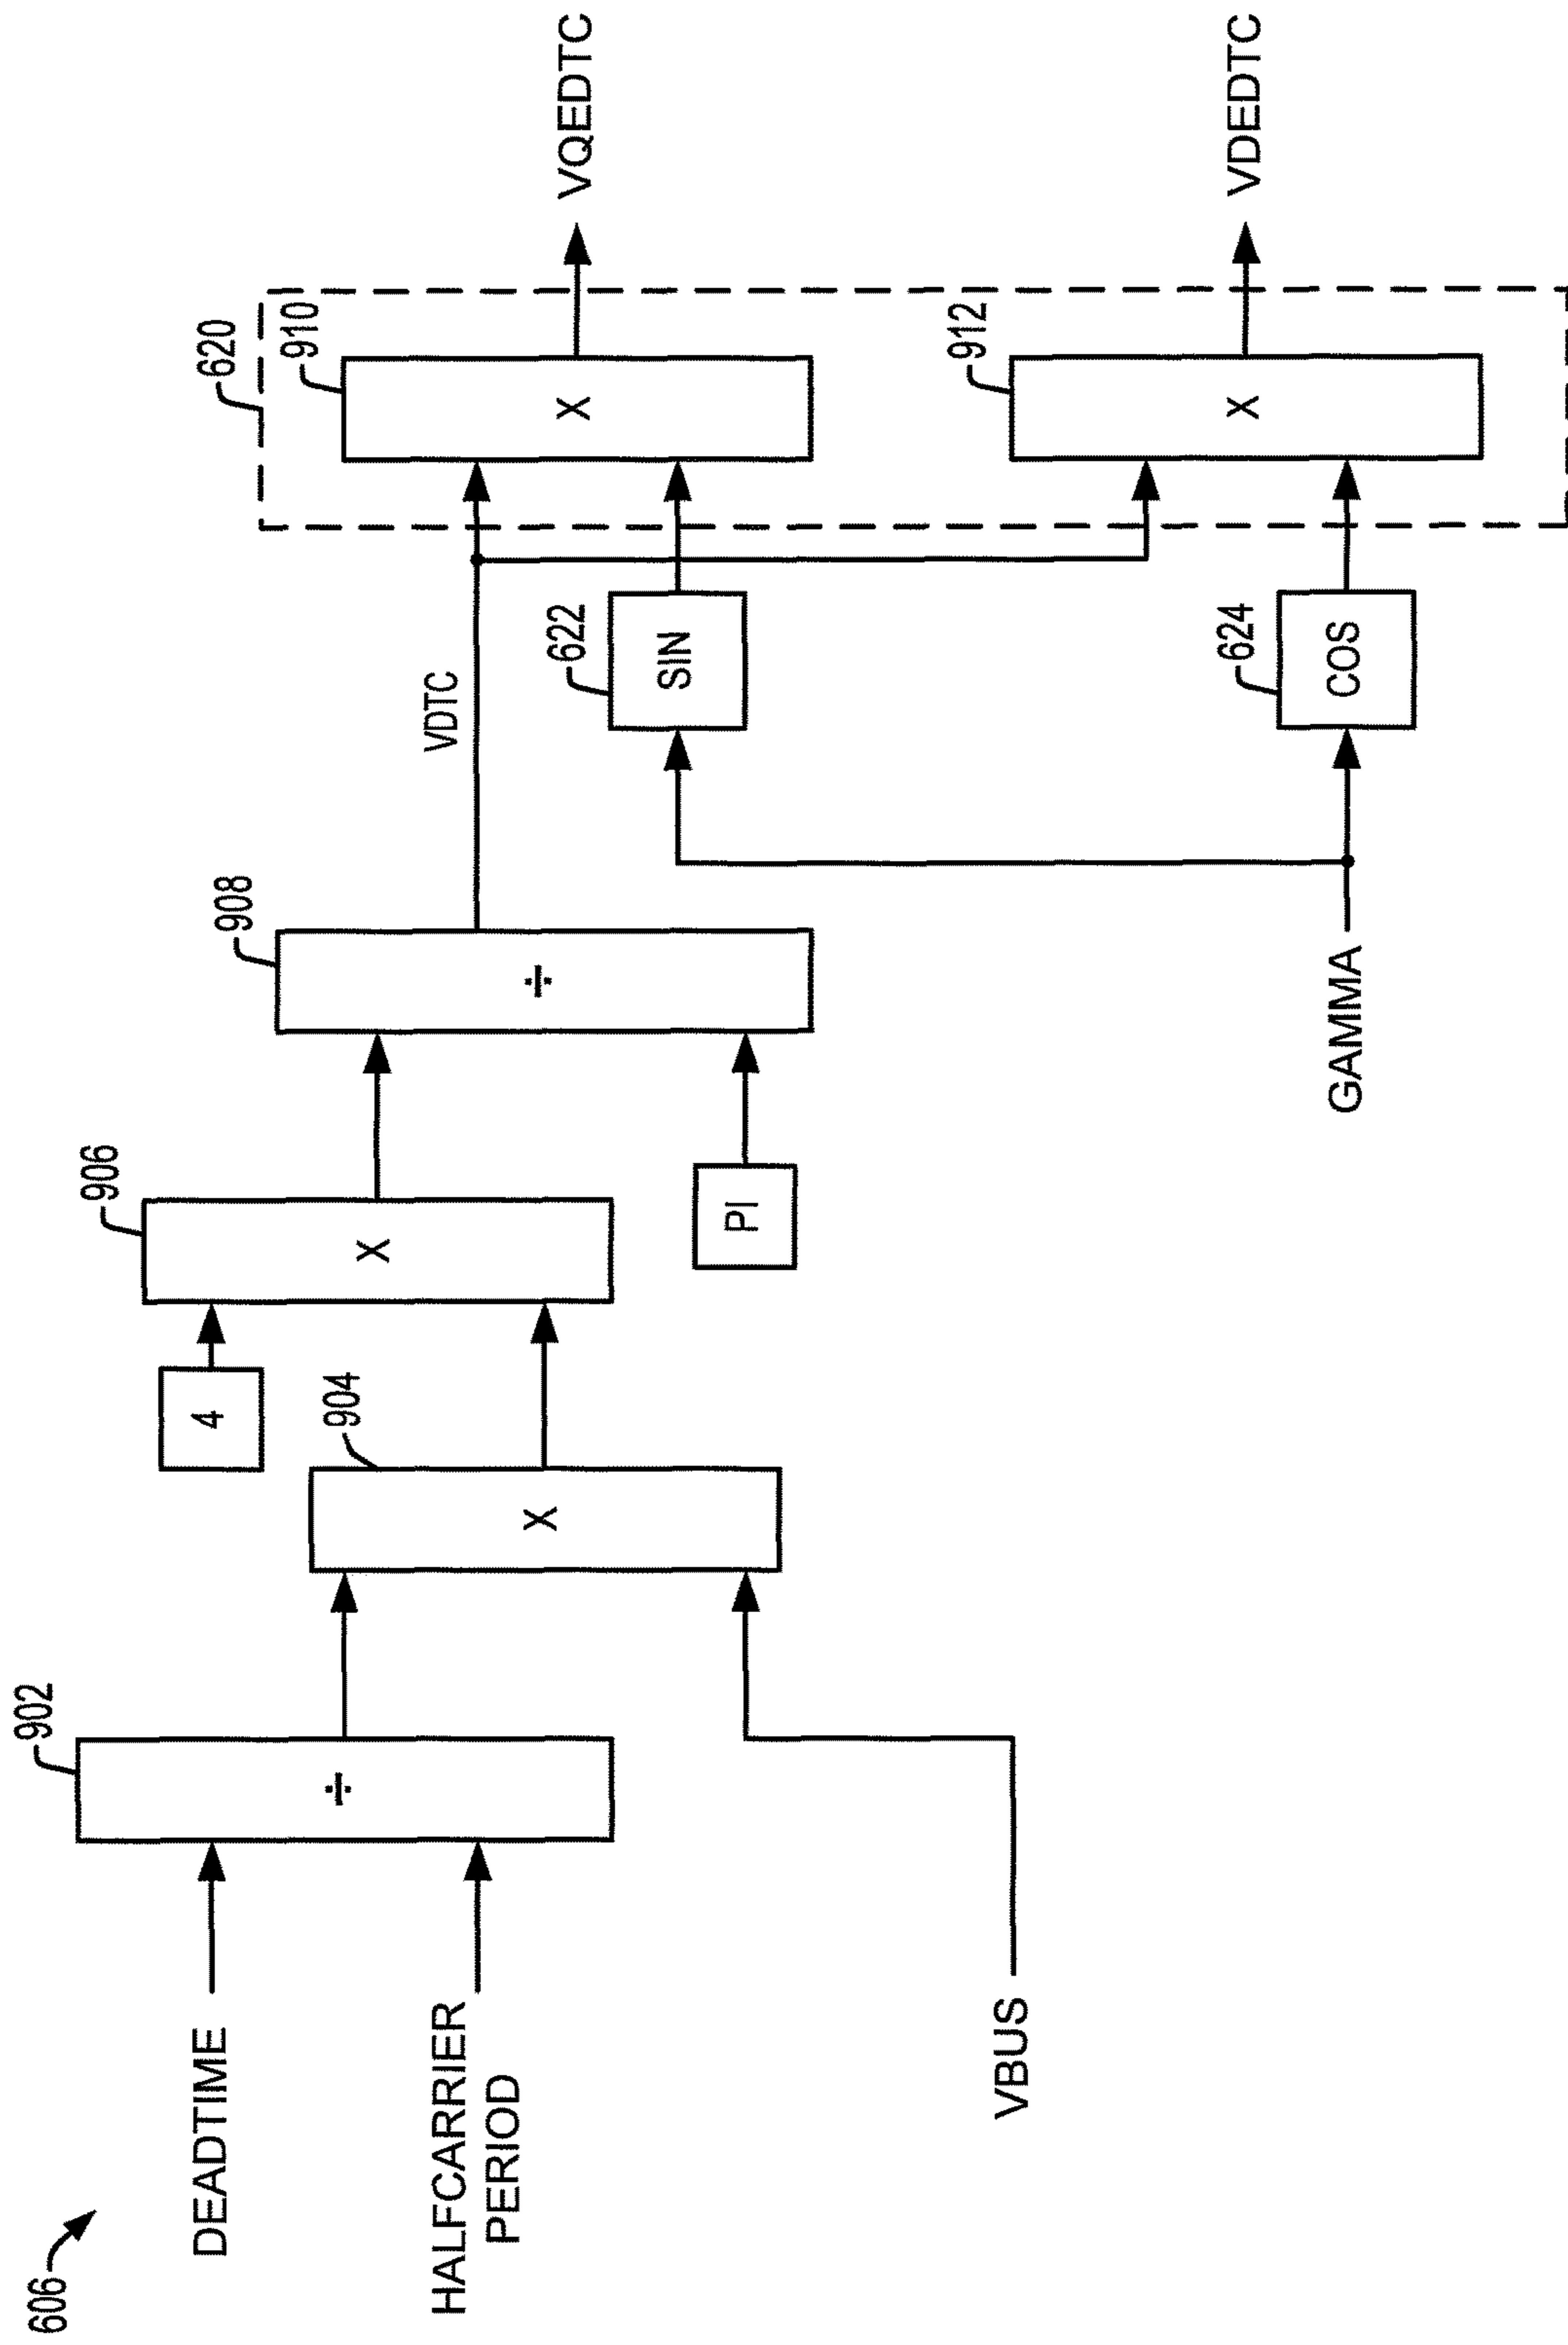 606
DEADTIME
HALFCARRIER
PERIOD
VBUS
902
÷
904
X
4
906
X
PI
908
÷
VDTC
GAMMA
622
SIN
624
COS
620
910
X
912
X
VQEDTC
VDEDTC